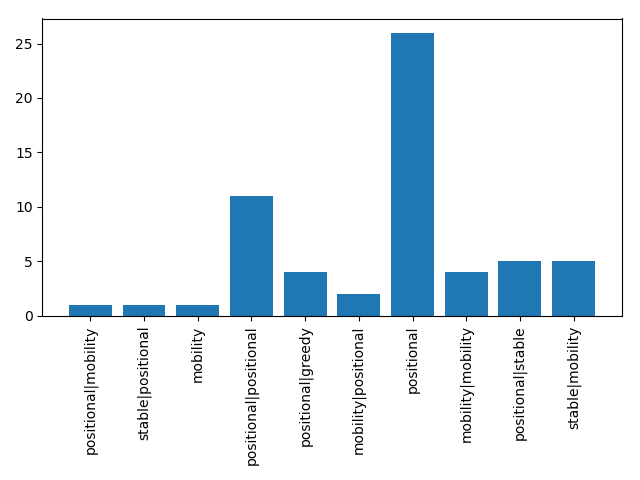 25
20
15
10
5
0
positional|mobility
stable|positional
mobility
positional|positional
positional|greedy
mobility|positional
positional
mobility|mobility
positional|stable
stable|mobility